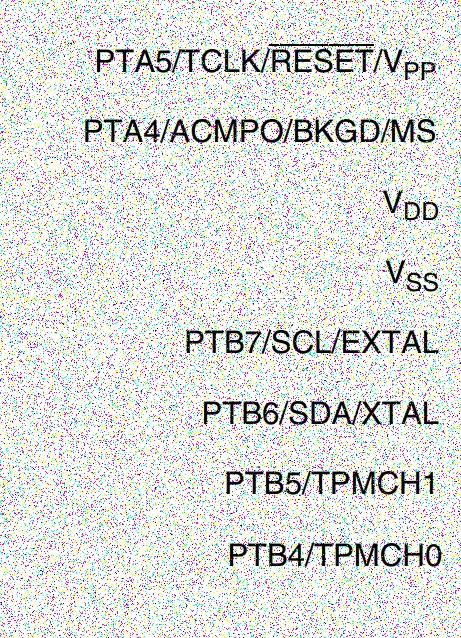 PTA5/TCLK/RESET/VPP
PTA4/ACMPO/BKGD/MS
VDD
VSS
PTB7/SCL/EXTAL
PTB6/SDA/XTAL
PTB5/TPMCH1
PTB4/TPMCH0